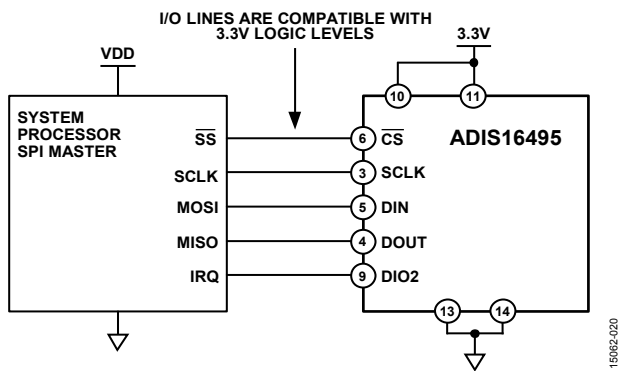 I/O LINES ARE COMPATIBLE WITH
3.3V LOGIC LEVELS
VDD
3.3V
10
11
SYSTEM
PROCESSOR
SPI MASTER
ADIS16495
SS
6
CS
SCLK
3
SCLK
MOSI
5
DIN
MISO
4
DOUT
IRQ
9
DIO2
13
14
15062-020